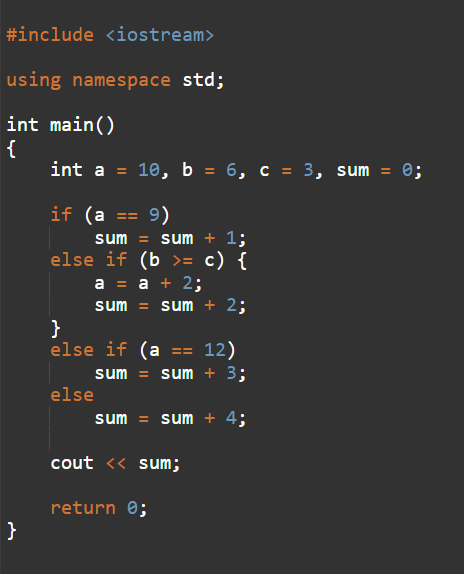 #include <iostream>
using namespace std;
int main()
{
int a = 10, b = 6, c = 3, sum = 0;
if (a == 9)
sum = sum + 1;
else if (b >= c) {
a = a + 2;
sum = sum + 2;
}
else if (a == 12)
sum = sum + 3;
else
sum = sum + 4;
cout << sum;
return 0;
}